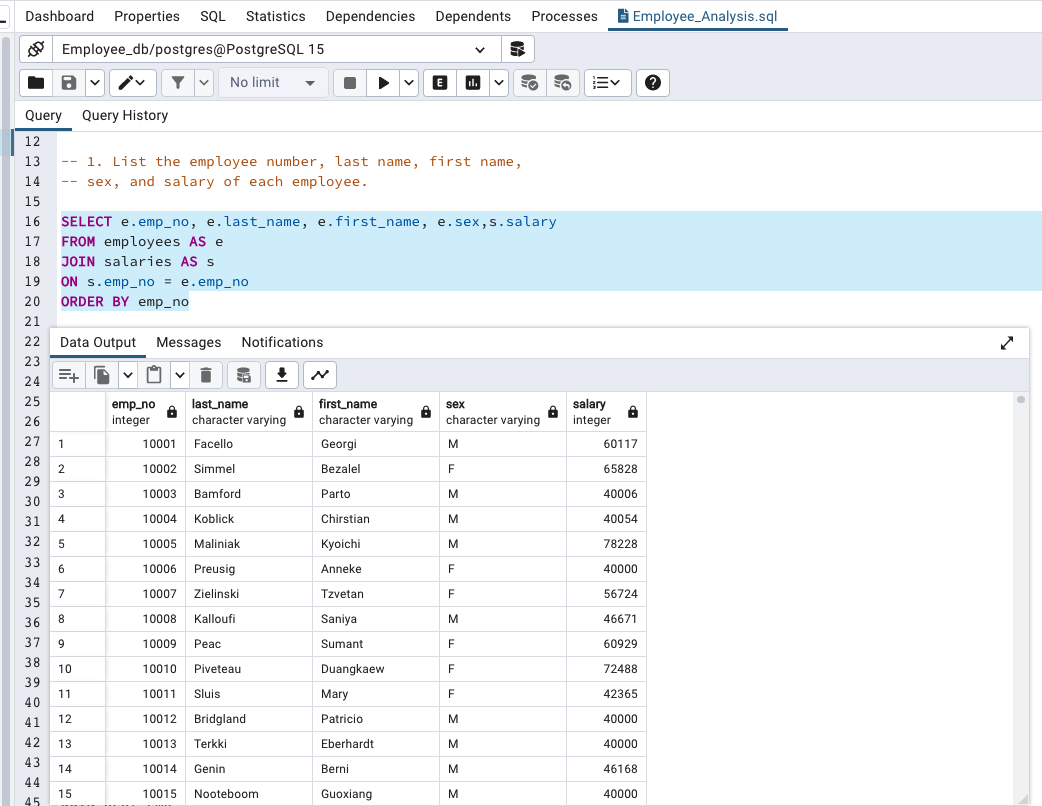 Dashboard Properties SQL Statistics Dependencies Dependents Processes Employee_Analysis.sql
Employee_db/postgres@PostgreSQL 15
No limit E
Query Query History
12
13 -- 1. List the employee number, last name, first name,
14 -- sex, and salary of each employee.
15
16 SELECT e.emp_no, e.last_name, e.first_name, e.sex,s.salary
17 FROM employees AS e
18 JOIN salaries AS s
19 ON s.emp_no = e.emp_no
20 ORDER BY emp_no
21
22
23
24
25
26
27
28
29
30
31
32
33
34
35
36
37
38
39
40
41
42
43
44
45
Data Output Messages Notifications
emp_no last_name first_name sex salary
integer character varying character varying character varying integer
1 10001 Facello Georgi M 60117
2 10002 Simmel Bezalel F 65828
3 10003 Bamford Parto M 40006
4 10004 Koblick Chirstian M 40054
5 10005 Maliniak Kyoichi M 78228
6 10006 Preusig Anneke F 40000
7 10007 Zielinski Tzvetan F 56724
8 10008 Kalloufi Saniya M 46671
9 10009 Peac Sumant F 60929
10 10010 Piveteau Duangkaew F 72488
11 10011 Sluis Mary F 42365
12 10012 Bridgland Patricio M 40000
13 10013 Terkki Eberhardt M 40000
14 10014 Genin Berni M 46168
15 10015 Nooteboom Guoxiang M 40000